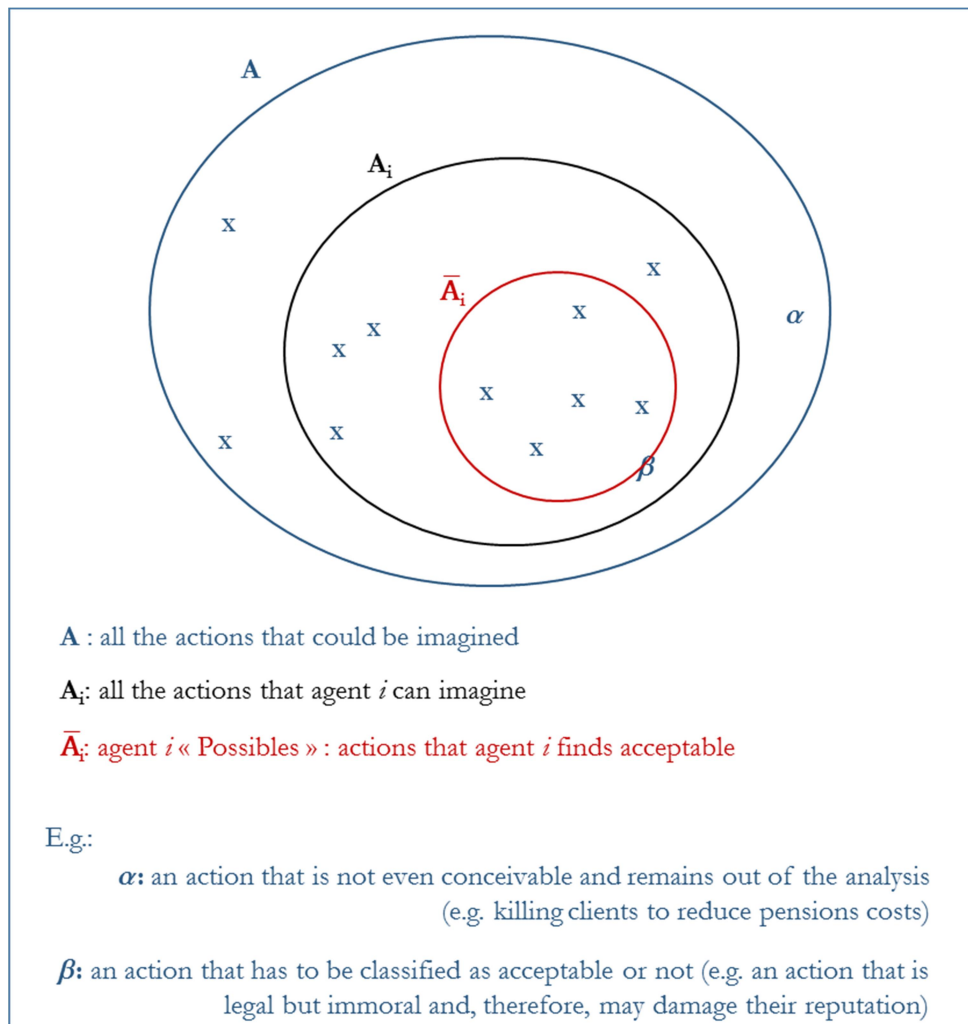 A
Aᵢ
x
x
A̅ᵢ
x
α
x
x
x
x
x
x
x
x
x
β
A : all the actions that could be imagined
Aᵢ: all the actions that agent i can imagine
A̅ᵢ: agent i « Possibles » : actions that agent i finds acceptable
E.g.:
α: an action that is not even conceivable and remains out of the analysis
(e.g. killing clients to reduce pensions costs)
β: an action that has to be classified as acceptable or not (e.g. an action that is
legal but immoral and, therefore, may damage their reputation)